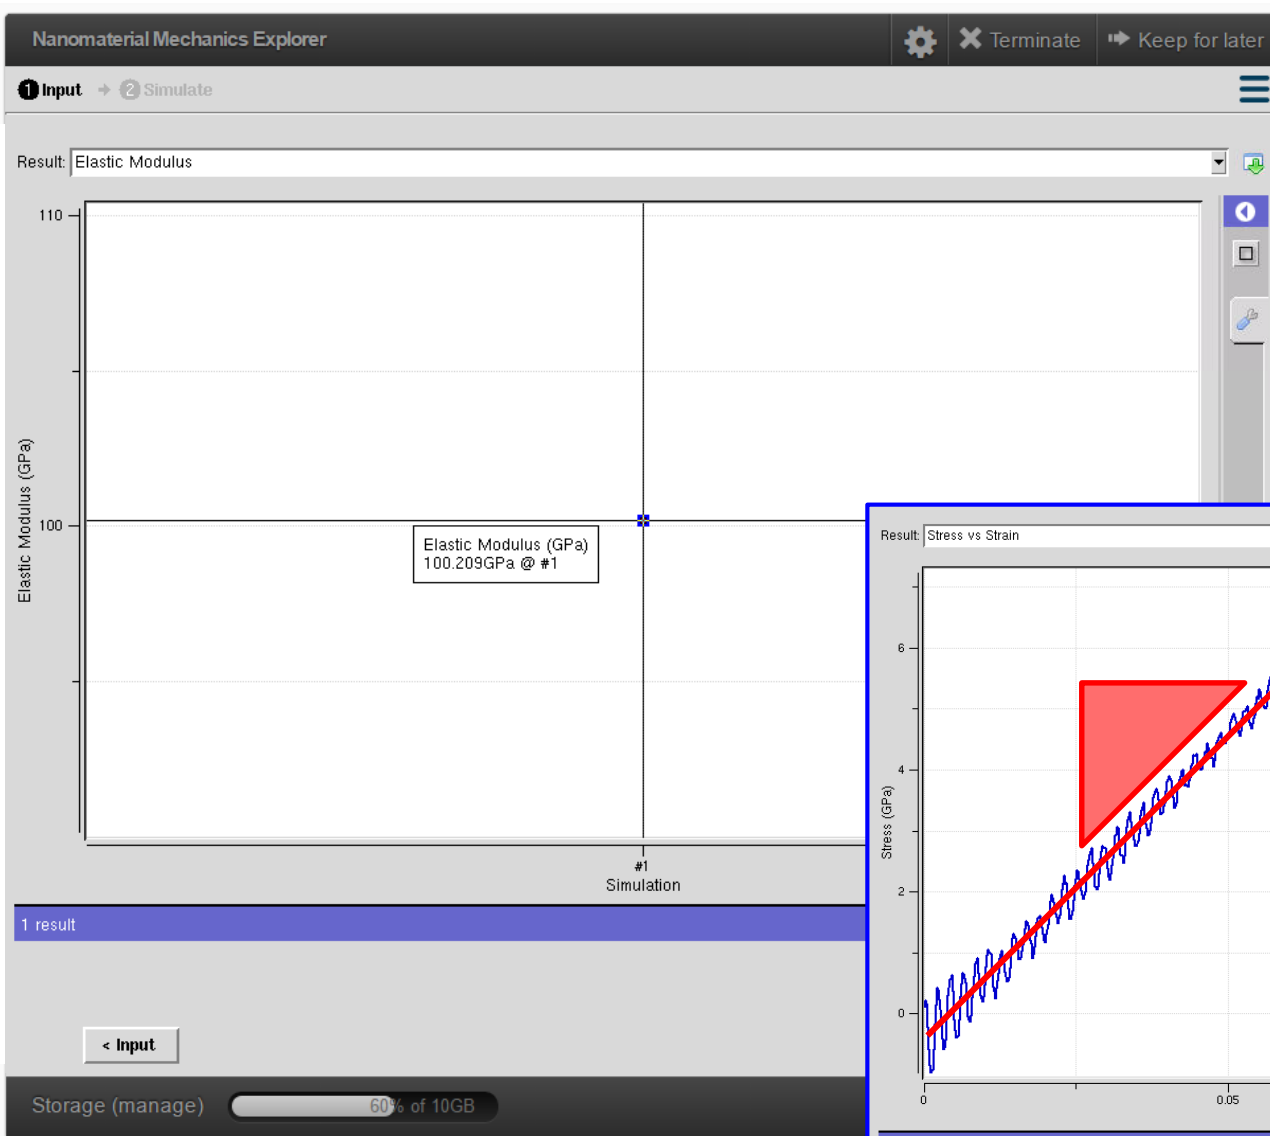 Nanomaterial Mechanics Explorer
Terminate
Keep for later
1 Input
2 Simulate
Result: Elastic Modulus
110
100
Elastic Modulus (GPa)
Elastic Modulus (GPa)
100.209GPa @ #1
#1
Simulation
1 result
< Input
Storage (manage)
60% of 10GB
Result: Stress vs Strain
6
4
2
0
Stress (GPa)
0
0.05